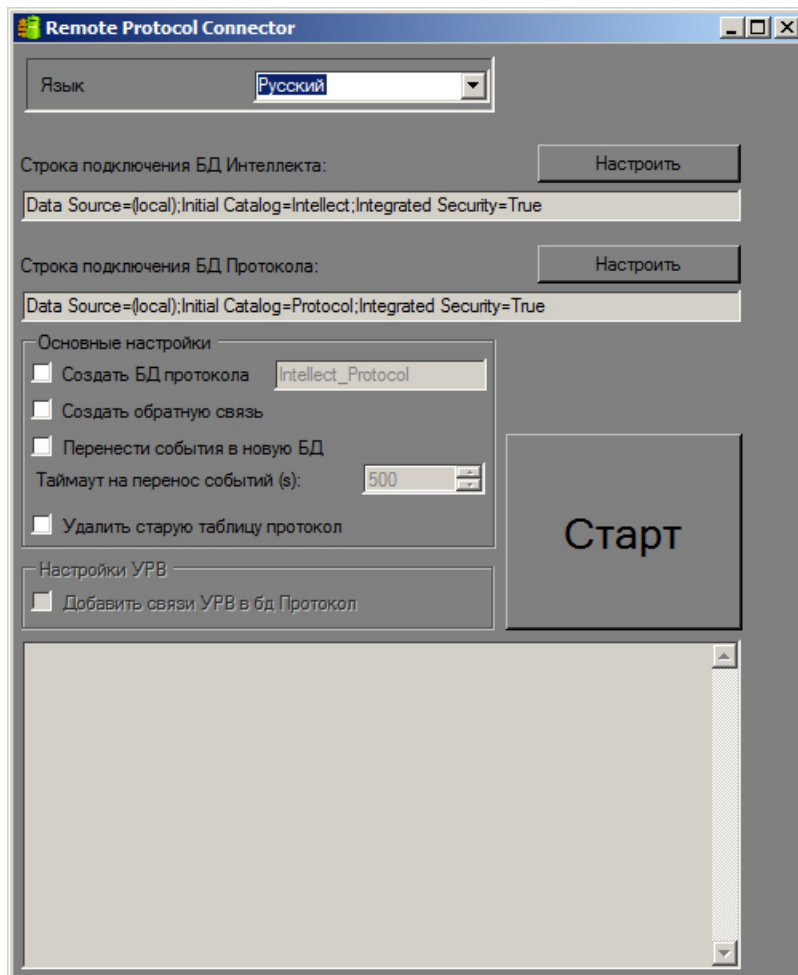 Remote Protocol Connector
Язык Русский
Строка подключения БД Интеллекта: Настроить
Data Source=(local);Initial Catalog=Intellect;Integrated Security=True
Строка подключения БД Протокола: Настроить
Data Source=(local);Initial Catalog=Protocol;Integrated Security=True
Основные настройки
Создать БД протокола Intellect_Protocol
Создать обратную связь
Перенести события в новую БД
Таймаут на перенос событий (s): 500
Удалить старую таблицу протокол
Старт
Настройки УРВ
Добавить связи УРВ в бд Протокол